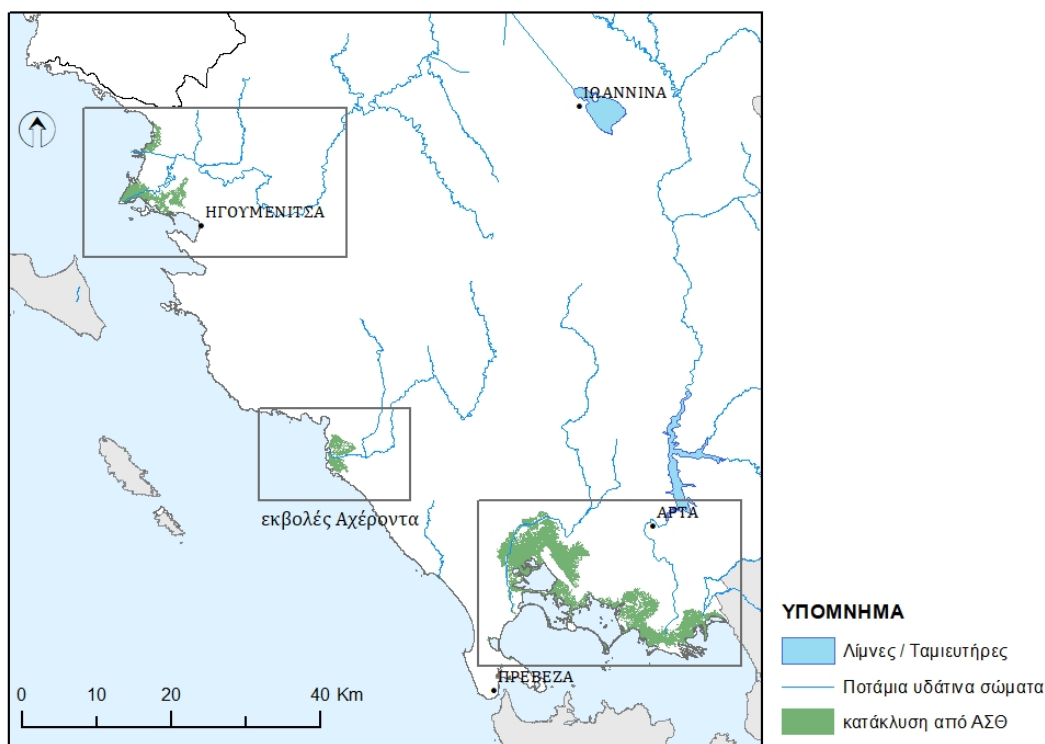 ΙΩΑΝΝΙΝΑ
ΗΓΟΥΜΕΝΙΤΣΑ
εκβολές Αχέροντα
ΑΡΤΑ
ΠΡΕΒΕΖΑ
0 10 20 40 Km
ΥΠΟΜΝΗΜΑ
Λίμνες / Ταμιευτήρες
Ποτάμια υδάτινα σώματα
κατάκλυση από ΑΣΘ